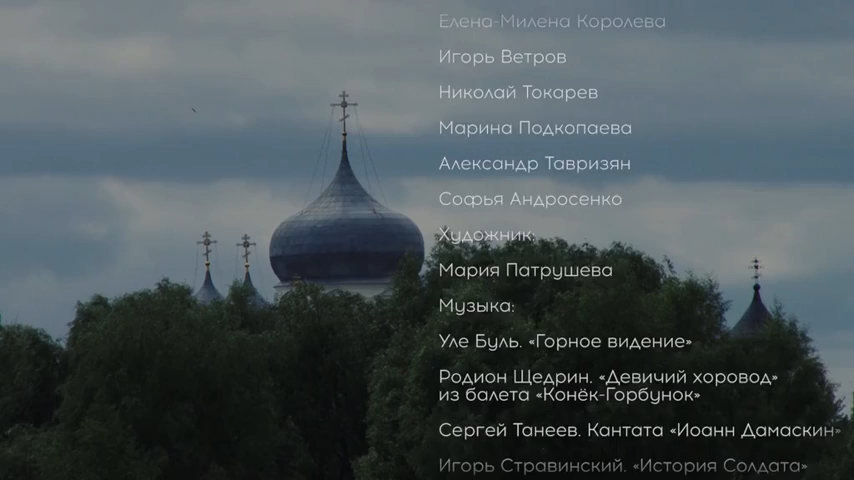 Елена-Милена Королева
Игорь Ветров
Николай Токарев
Марина Подкопаева
Александр Тавризян
Софья Андросенко
Художник:
Мария Патрушева
Музыка:
Уле Буль. «Горное видение»
Родион Щедрин. «Девичий хоровод»
из балета «Конёк-Горбунок»
Сергей Танеев. Кантата «Иоанн Дамаскин»
Игорь Стравинский. «История Солдата»